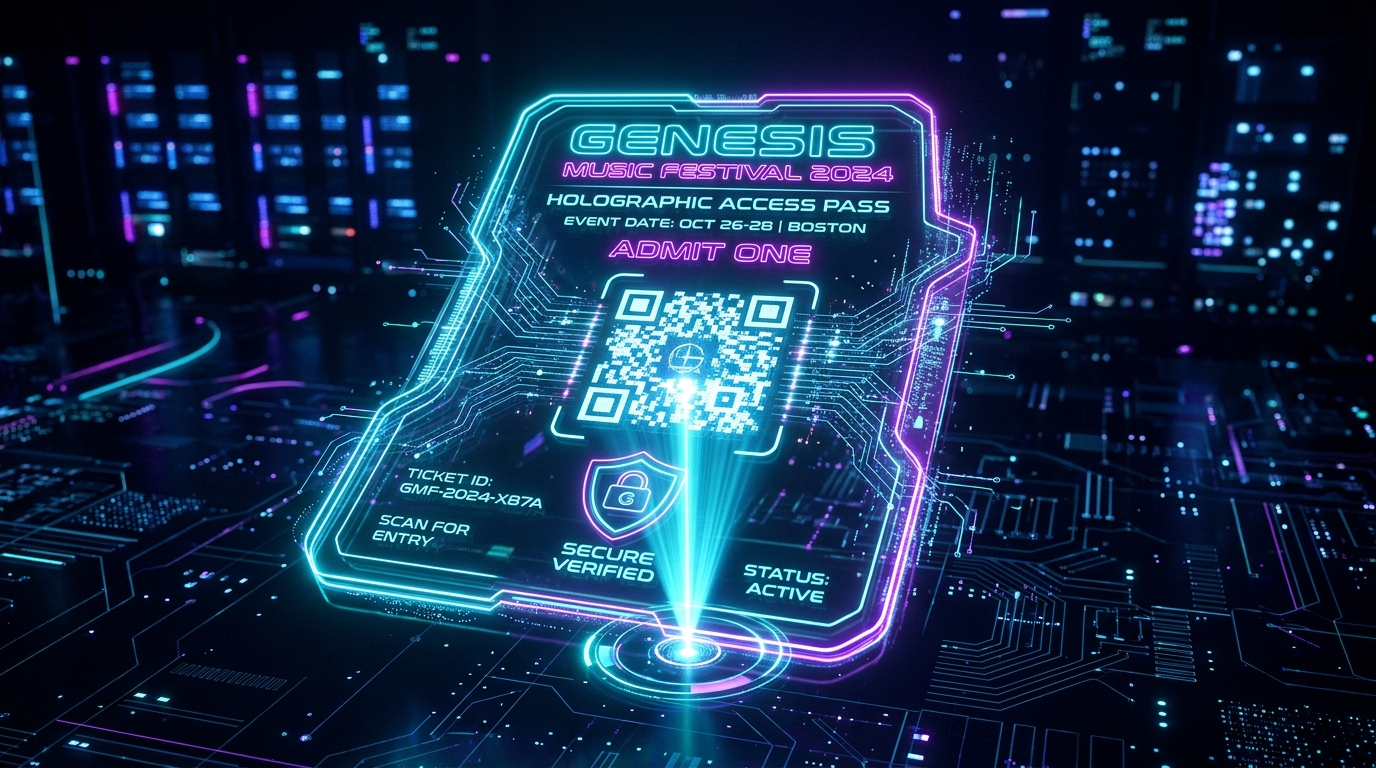 GENESIS
MUSIC FESTIVAL 2024
HOLOGRAPHIC ACCESS PASS
EVENT DATE: OCT 26-28 | BOSTON
ADMIT ONE
TICKET ID:
GMF-2024-X87A
SCAN FOR
ENTRY
G
SECURE
VERIFIED
STATUS:
ACTIVE